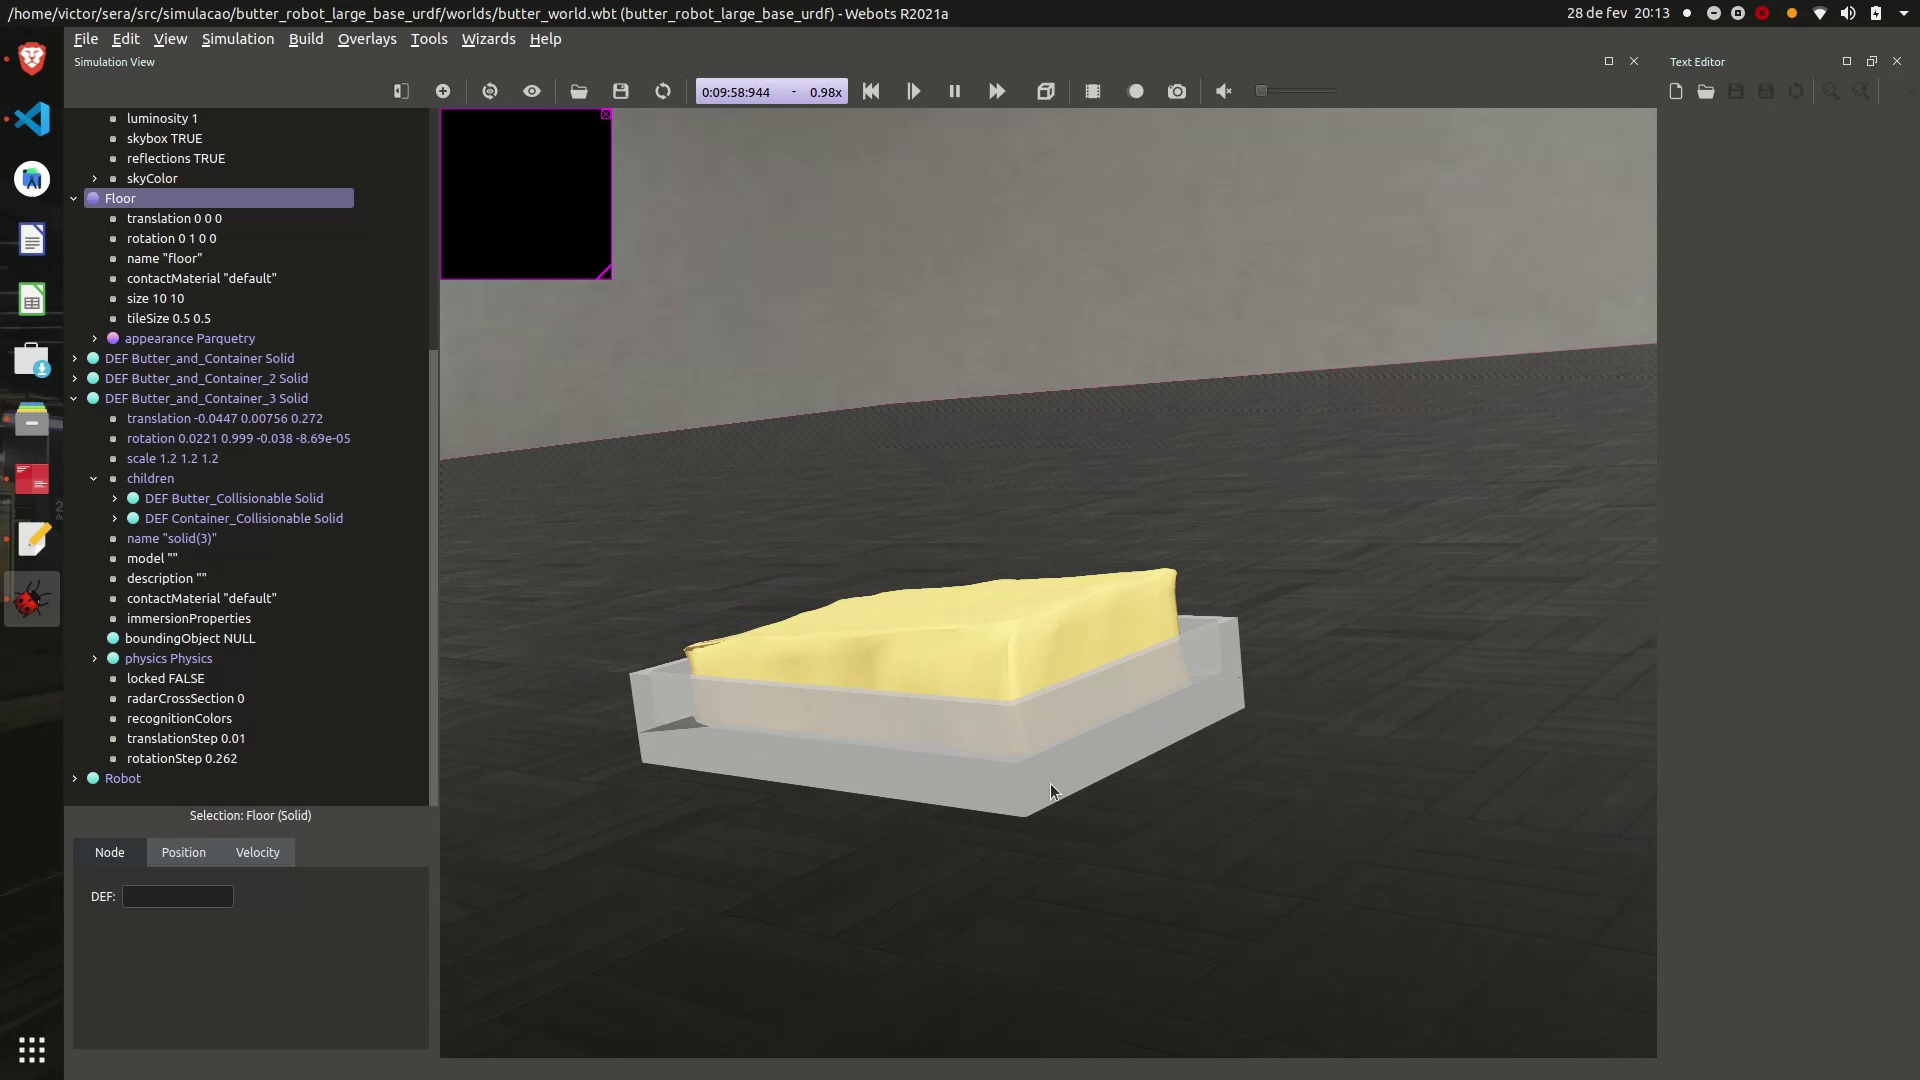 /home/victor/sera/src/simulacao/butter_robot_large_base_urdf/worlds/butter_world.wbt (butter_robot_large_base_urdf) - Webots R2021a
28 de fev 20:13
File Edit View Simulation Build Overlays Tools Wizards Help
Simulation View
Text Editor
0:09:58:944 - 0.98x
luminosity 1
skybox TRUE
reflections TRUE
skyColor
Floor
translation 0 0 0
rotation 0 1 0 0
name "floor"
contactMaterial "default"
size 10 10
tileSize 0.5 0.5
appearance Parquetry
DEF Butter_and_Container Solid
DEF Butter_and_Container_2 Solid
DEF Butter_and_Container_3 Solid
translation -0.0447 0.00756 0.272
rotation 0.0221 0.999 -0.038 -8.69e-05
scale 1.2 1.2 1.2
children
DEF Butter_Collisionable Solid
DEF Container_Collisionable Solid
name "solid(3)"
model ""
description ""
contactMaterial "default"
immersionProperties
boundingObject NULL
physics Physics
locked FALSE
radarCrossSection 0
recognitionColors
translationStep 0.01
rotationStep 0.262
Robot
Selection: Floor (Solid)
Node Position Velocity
DEF: